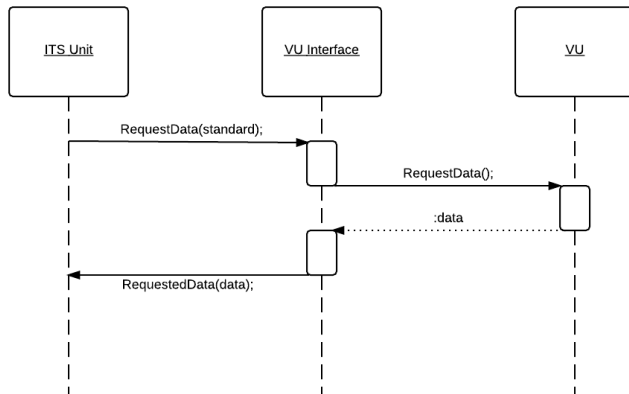 ITS Unit
VU Interface
VU
RequestData(standard);
RequestData();
:data
RequestedData(data);